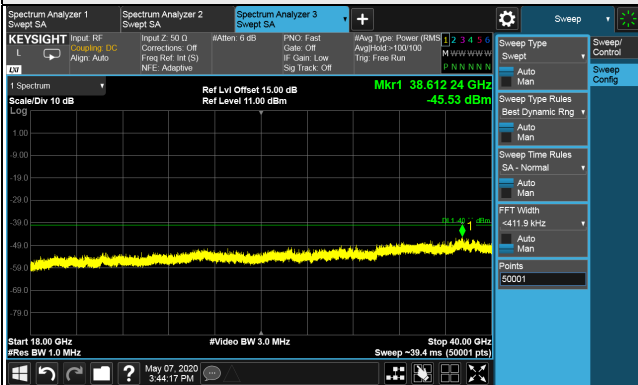 Spectrum Analyzer 1
Swept SA
Spectrum Analyzer 2
Swept SA
Spectrum Analyzer 3
Swept SA
Sweep
KEYSIGHT
L
LXI
Input: RF
Coupling: DC
Align: Auto
Input Z: 50 Ω
Corrections: Off
Freq Ref: Int (S)
NFE: Adaptive
#Atten: 6 dB
PNO: Fast
Gate: Off
IF Gain: Low
Sig Track: Off
#Avg Type: Power (RMS
Avg|Hold:>100/100
Trig: Free Run
1 2 3 4 5 6
M W W W W W
P N N N N N
1 Spectrum
Scale/Div 10 dB
Log
Ref Lvl Offset 15.00 dB
Ref Level 11.00 dBm
Mkr1 38.612 24 GHz
-45.53 dBm
1.00
-9.00
-19.0
-29.0
-39.0
-49.0
-59.0
-69.0
-79.0
1
Start 18.00 GHz
#Res BW 1.0 MHz
#Video BW 3.0 MHz
Stop 40.00 GHz
Sweep ~39.4 ms (50001 pts)
Sweep Type
Swept
Auto
Man
Sweep Type Rules
Best Dynamic Rng
Auto
Man
Sweep Time Rules
SA - Normal
Auto
Man
FFT Width
<411.9 kHz
Auto
Man
Points
50001
Sweep/
Control
Sweep
Config
?
May 07, 2020
3:44:17 PM